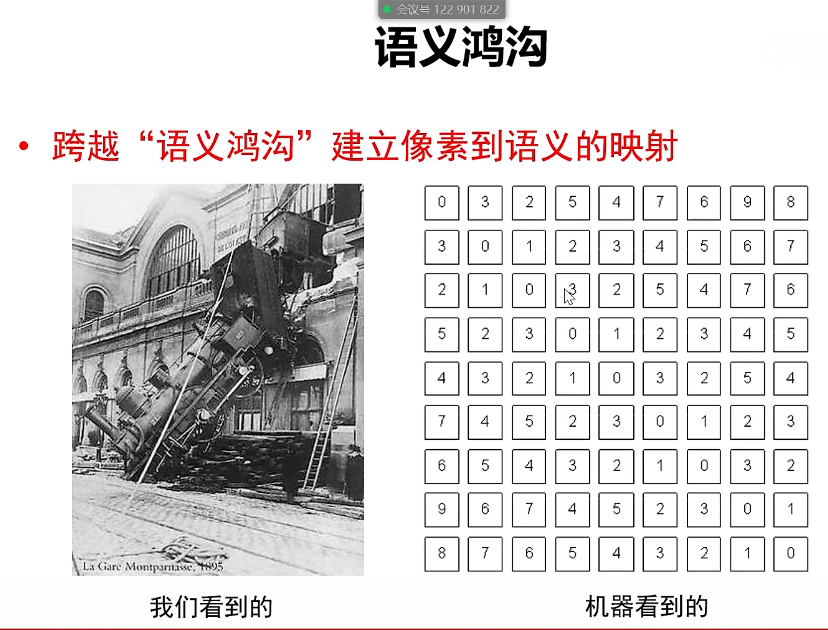 会议号 122 901 822
语义鸿沟
• 跨越“语义鸿沟”建立像素到语义的映射
0 3 2 5 4 7 6 9 8
3 0 1 2 3 4 5 6 7
2 1 0 3 2 5 4 7 6
5 2 3 0 1 2 3 4 5
4 3 2 1 0 3 2 5 4
7 4 5 2 3 0 1 2 3
6 5 4 3 2 1 0 3 2
9 6 7 4 5 2 3 0 1
8 7 6 5 4 3 2 1 0
La Gare Montparnasse, 1895
我们看到的
机器看到的